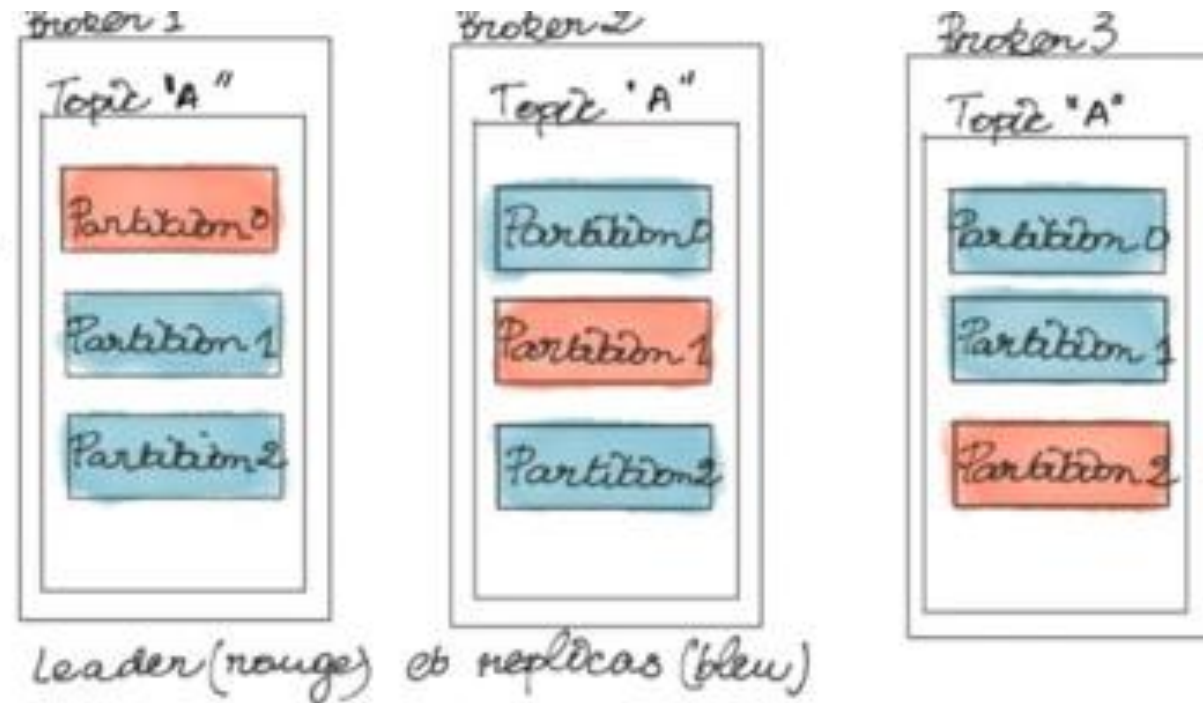 Broker 1
Topic "A"
Partition 0
Partition 1
Partition 2
Broker 2
Topic "A"
Partition 0
Partition 1
Partition 2
Broker 3
Topic "A"
Partition 0
Partition 1
Partition 2
Leader (rouge) et replicas (bleu)